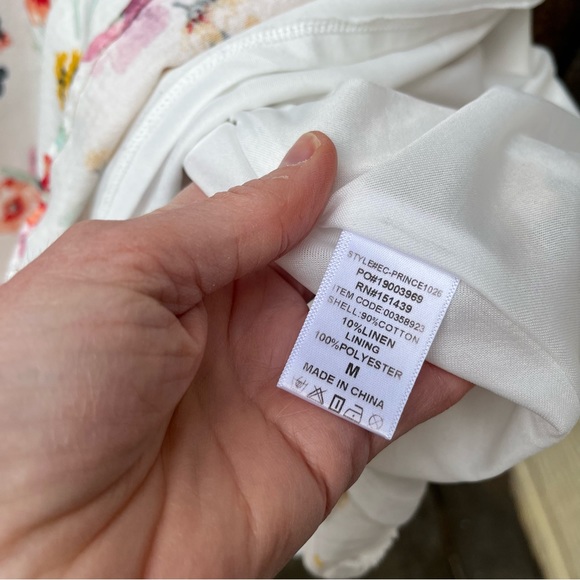 STYLE#EC-PRINCE1026
PO#19003969
RN#151439
ITEM CODE:00358923
SHELL:90%COTTON
10%LINEN
LINING
100%POLYESTER
M
MADE IN CHINA